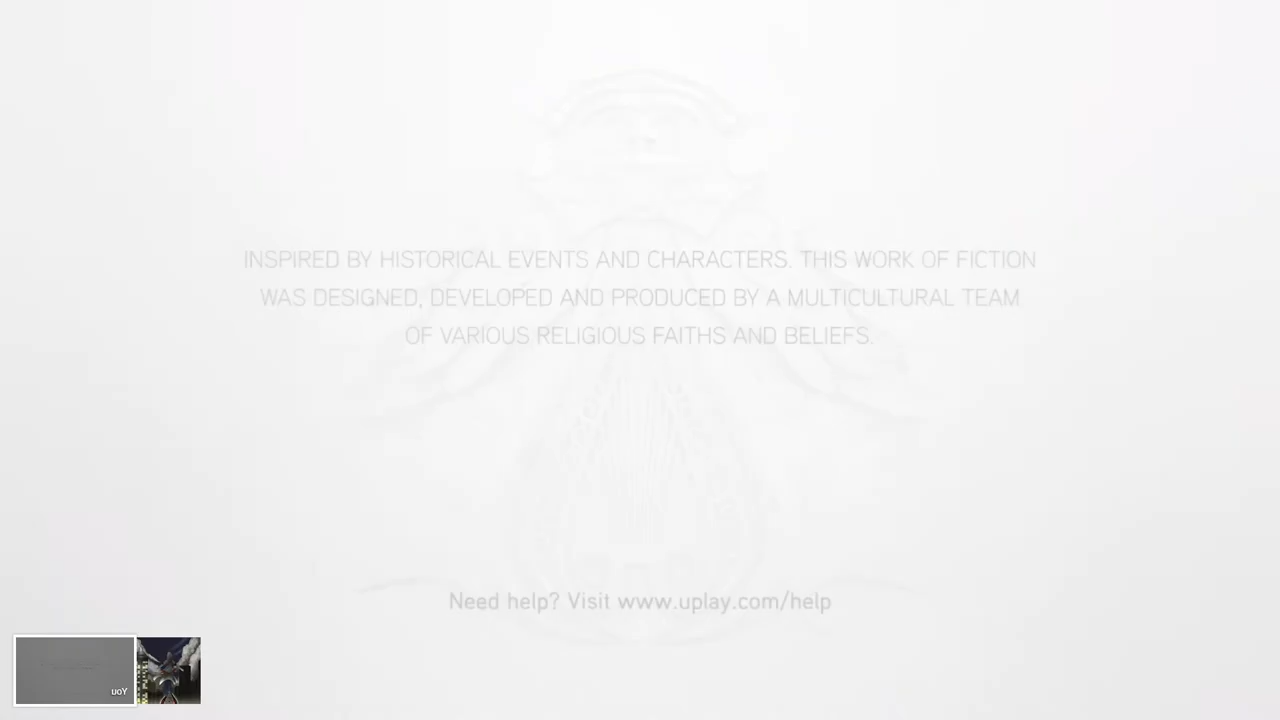 INSPIRED BY HISTORICAL EVENTS AND CHARACTERS. THIS WORK OF FICTION
WAS DESIGNED, DEVELOPED AND PRODUCED BY A MULTICULTURAL TEAM
OF VARIOUS RELIGIOUS FAITHS AND BELIEFS.
Need help? Visit www.uplay.com/help
You